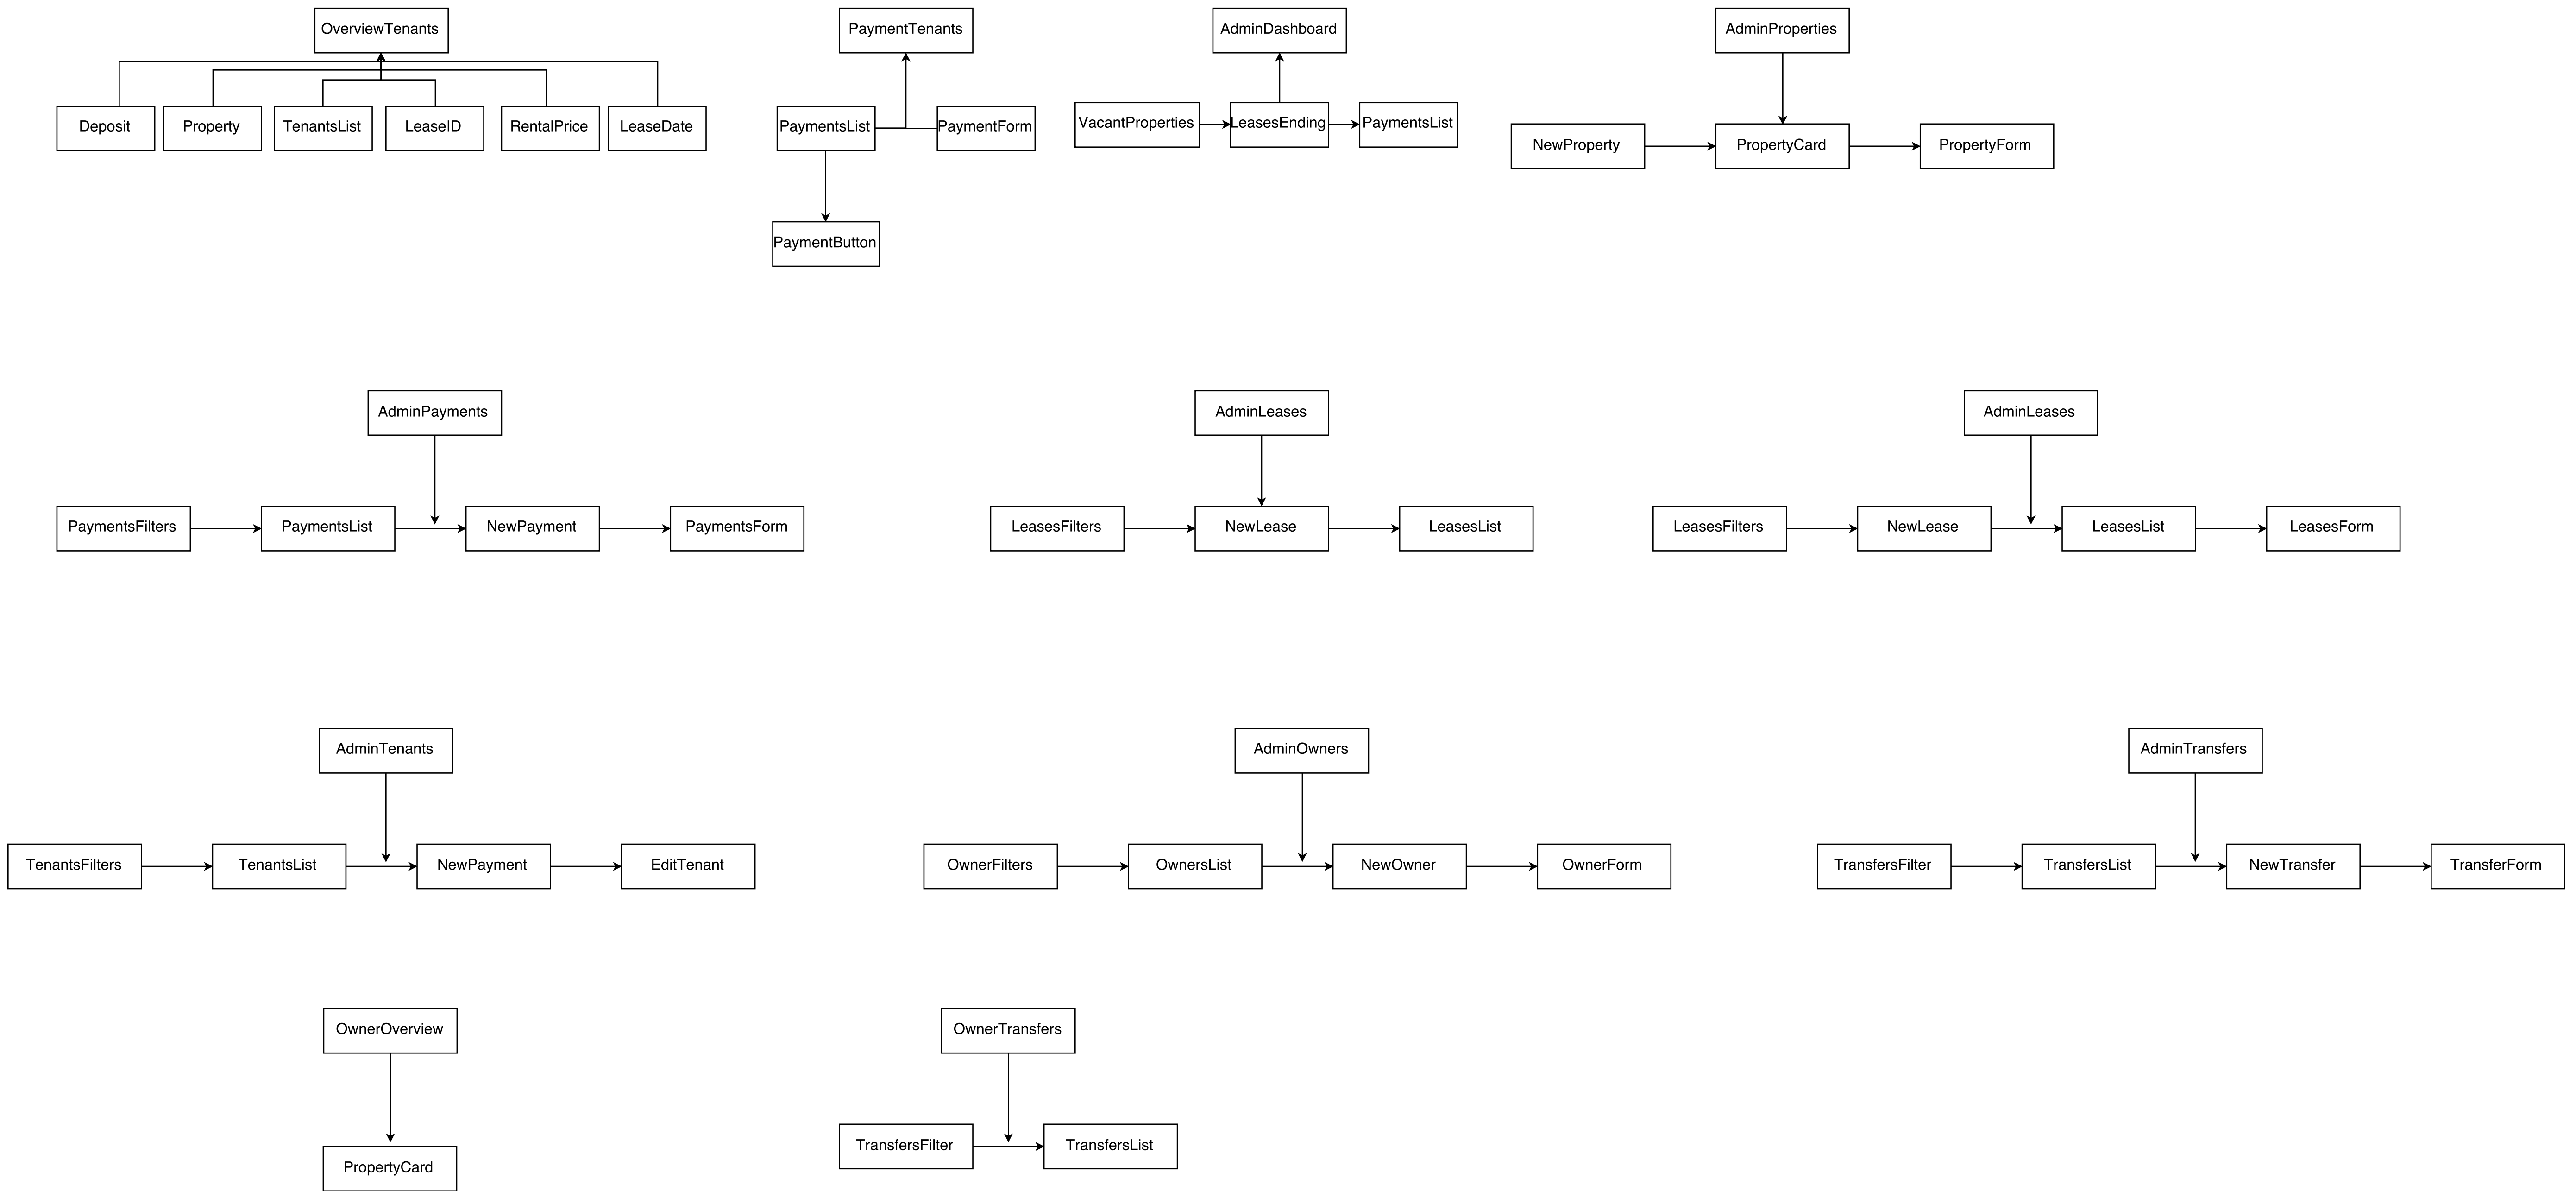 OverviewTenants
PaymentTenants
AdminDashboard
AdminProperties
Deposit
Property
TenantsList
LeaseID
RentalPrice
LeaseDate
PaymentsList
PaymentForm
VacantProperties
LeasesEnding
PaymentsList
NewProperty
PropertyCard
PropertyForm
PaymentButton
AdminPayments
AdminLeases
AdminLeases
PaymentsFilters
PaymentsList
NewPayment
PaymentsForm
LeasesFilters
NewLease
LeasesList
LeasesFilters
NewLease
LeasesList
LeasesForm
AdminTenants
AdminOwners
AdminTransfers
TenantsFilters
TenantsList
NewPayment
EditTenant
OwnerFilters
OwnersList
NewOwner
OwnerForm
TransfersFilter
TransfersList
NewTransfer
TransferForm
OwnerOverview
OwnerTransfers
PropertyCard
TransfersFilter
TransfersList